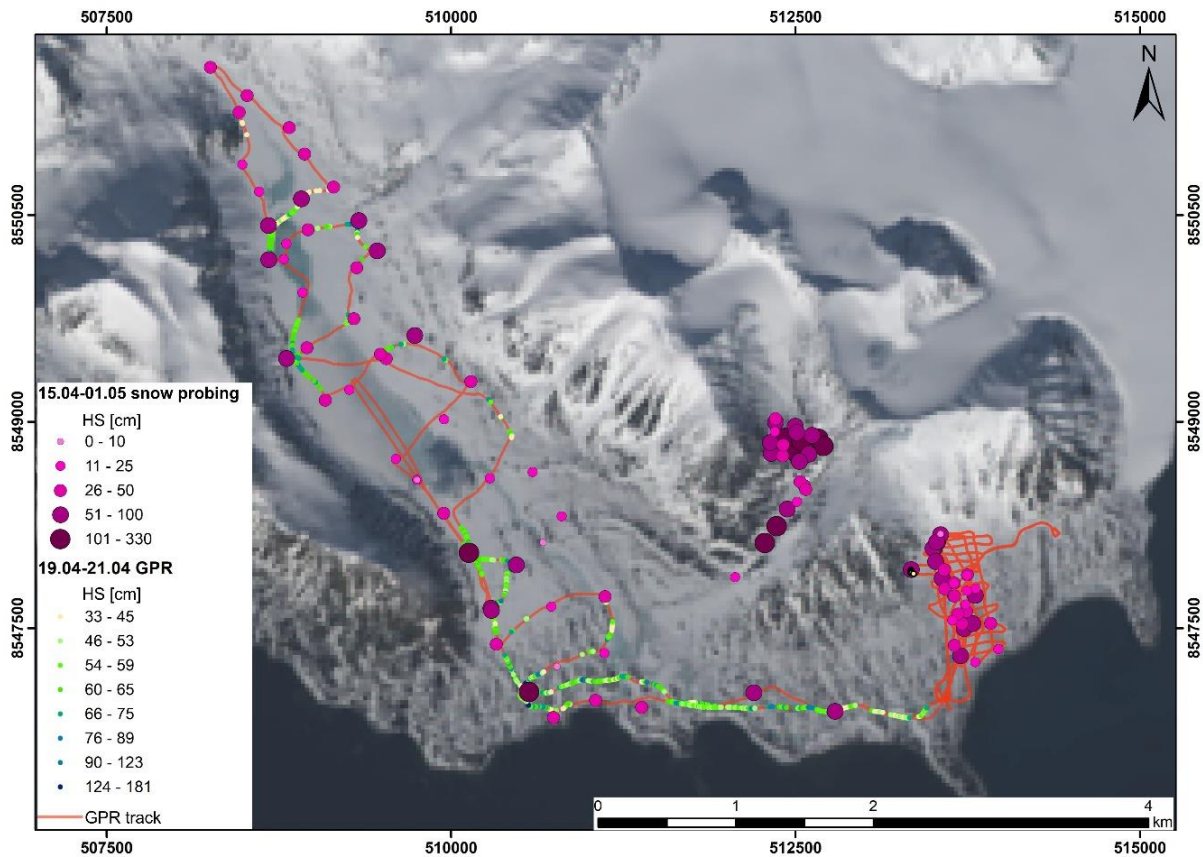 507500 510000 512500 515000
N
8550500 8550500
8549000 8549000
15.04-01.05 snow probing
HS [cm]
0 - 10
11 - 25
26 - 50
51 - 100
101 - 330
19.04-21.04 GPR
HS [cm]
33 - 45
46 - 53
54 - 59
60 - 65
66 - 75
76 - 89
90 - 123
124 - 181
GPR track
8547500 8547500
0 1 2 4
km
507500 510000 512500 515000